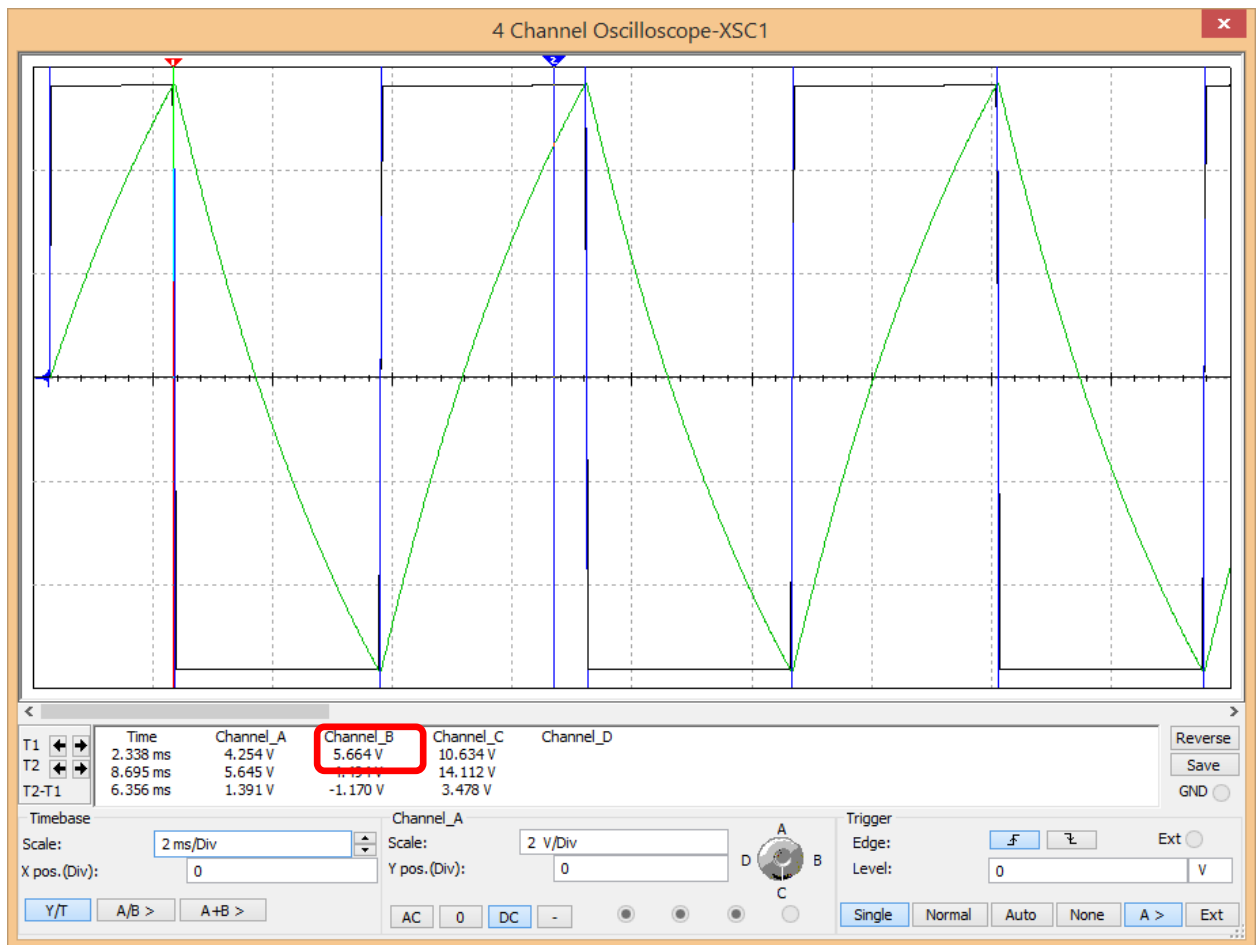 4 Channel Oscilloscope-XSC1
x
1
2
T1
T2
T2-T1
Time Channel_A Channel_B Channel_C Channel_D
2.338 ms 4.254 V 5.664 V 10.634 V
8.695 ms 5.645 V 14.112 V
6.356 ms 1.391 V -1.170 V 3.478 V
Reverse
Save
GND
Timebase
Scale: 2 ms/Div
X pos.(Div): 0
Y/T A/B > A+B >
Channel_A
Scale: 2 V/Div
Y pos.(Div): 0
AC 0 DC -
A
B
C
D
Trigger
Edge: Ext
Level: 0 V
Single Normal Auto None A > Ext